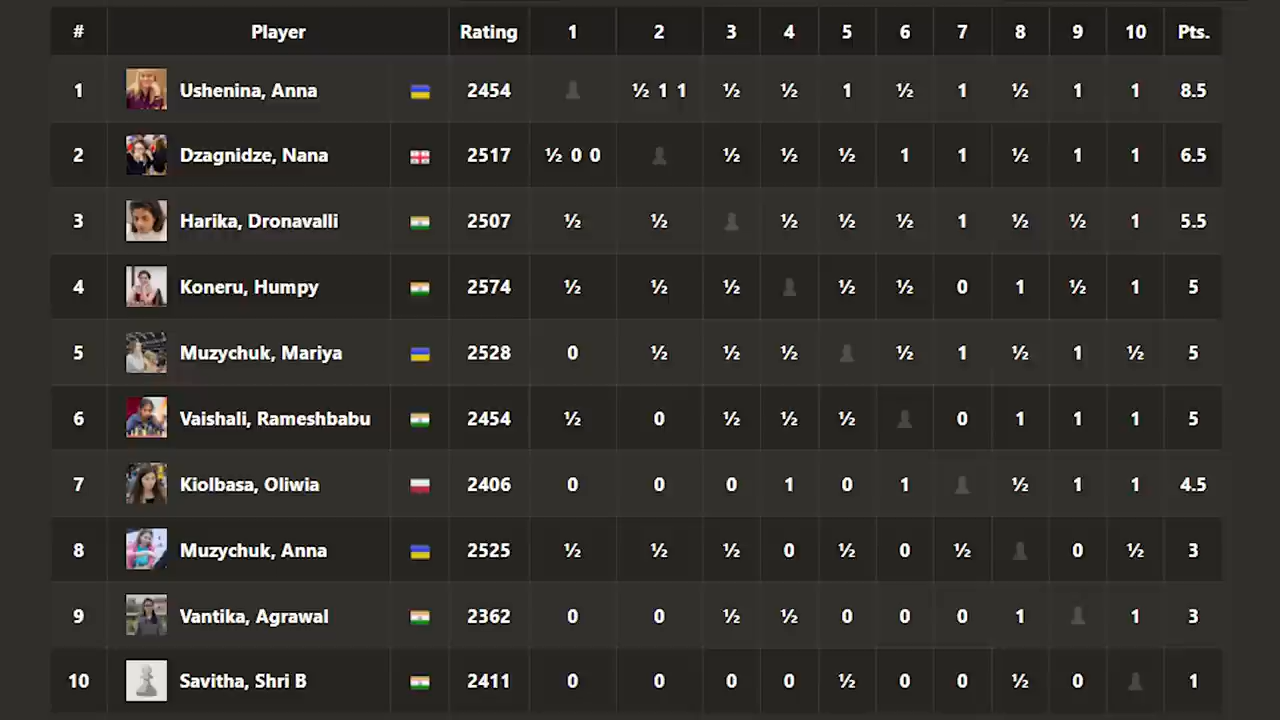 # Player Rating 1 2 3 4 5 6 7 8 9 10 Pts.
1 Ushenina, Anna 2454 ½ 1 1 ½ ½ 1 ½ 1 ½ 1 1 8.5
2 Dzagnidze, Nana 2517 ½ 0 0 ½ ½ ½ 1 1 ½ 1 1 6.5
3 Harika, Dronavalli 2507 ½ ½ ½ ½ ½ 1 ½ ½ 1 5.5
4 Koneru, Humpy 2574 ½ ½ ½ ½ ½ 0 1 ½ 1 5
5 Muzychuk, Mariya 2528 0 ½ ½ ½ ½ 1 ½ 1 ½ 5
6 Vaishali, Rameshbabu 2454 ½ 0 ½ ½ ½ 0 1 1 1 5
7 Kiolbasa, Oliwia 2406 0 0 0 1 0 1 ½ 1 1 4.5
8 Muzychuk, Anna 2525 ½ ½ ½ 0 ½ 0 ½ 0 ½ 3
9 Vantika, Agrawal 2362 0 0 ½ ½ 0 0 0 1 1 3
10 Savitha, Shri B 2411 0 0 0 0 ½ 0 0 ½ 0 1